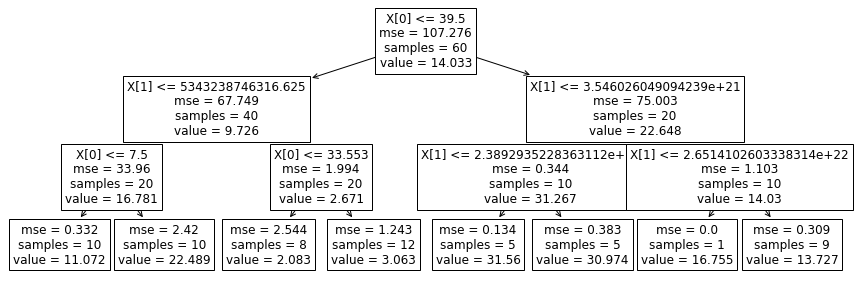 X[0] <= 39.5
mse = 107.276
samples = 60
value = 14.033
X[1] <= 5343238746316.625
mse = 67.749
samples = 40
value = 9.726
X[1] <= 3.546026049094239e+21
mse = 75.003
samples = 20
value = 22.648
X[0] <= 7.5
mse = 33.96
samples = 20
value = 16.781
X[0] <= 33.553
mse = 1.994
samples = 20
value = 2.671
X[1] <= 2.3892935228363112e+
mse = 0.344
samples = 10
value = 31.267
X[1] <= 2.6514102603338314e+22
mse = 1.103
samples = 10
value = 14.03
mse = 0.332
samples = 10
value = 11.072
mse = 2.42
samples = 10
value = 22.489
mse = 2.544
samples = 8
value = 2.083
mse = 1.243
samples = 12
value = 3.063
mse = 0.134
samples = 5
value = 31.56
mse = 0.383
samples = 5
value = 30.974
mse = 0.0
samples = 1
value = 16.755
mse = 0.309
samples = 9
value = 13.727